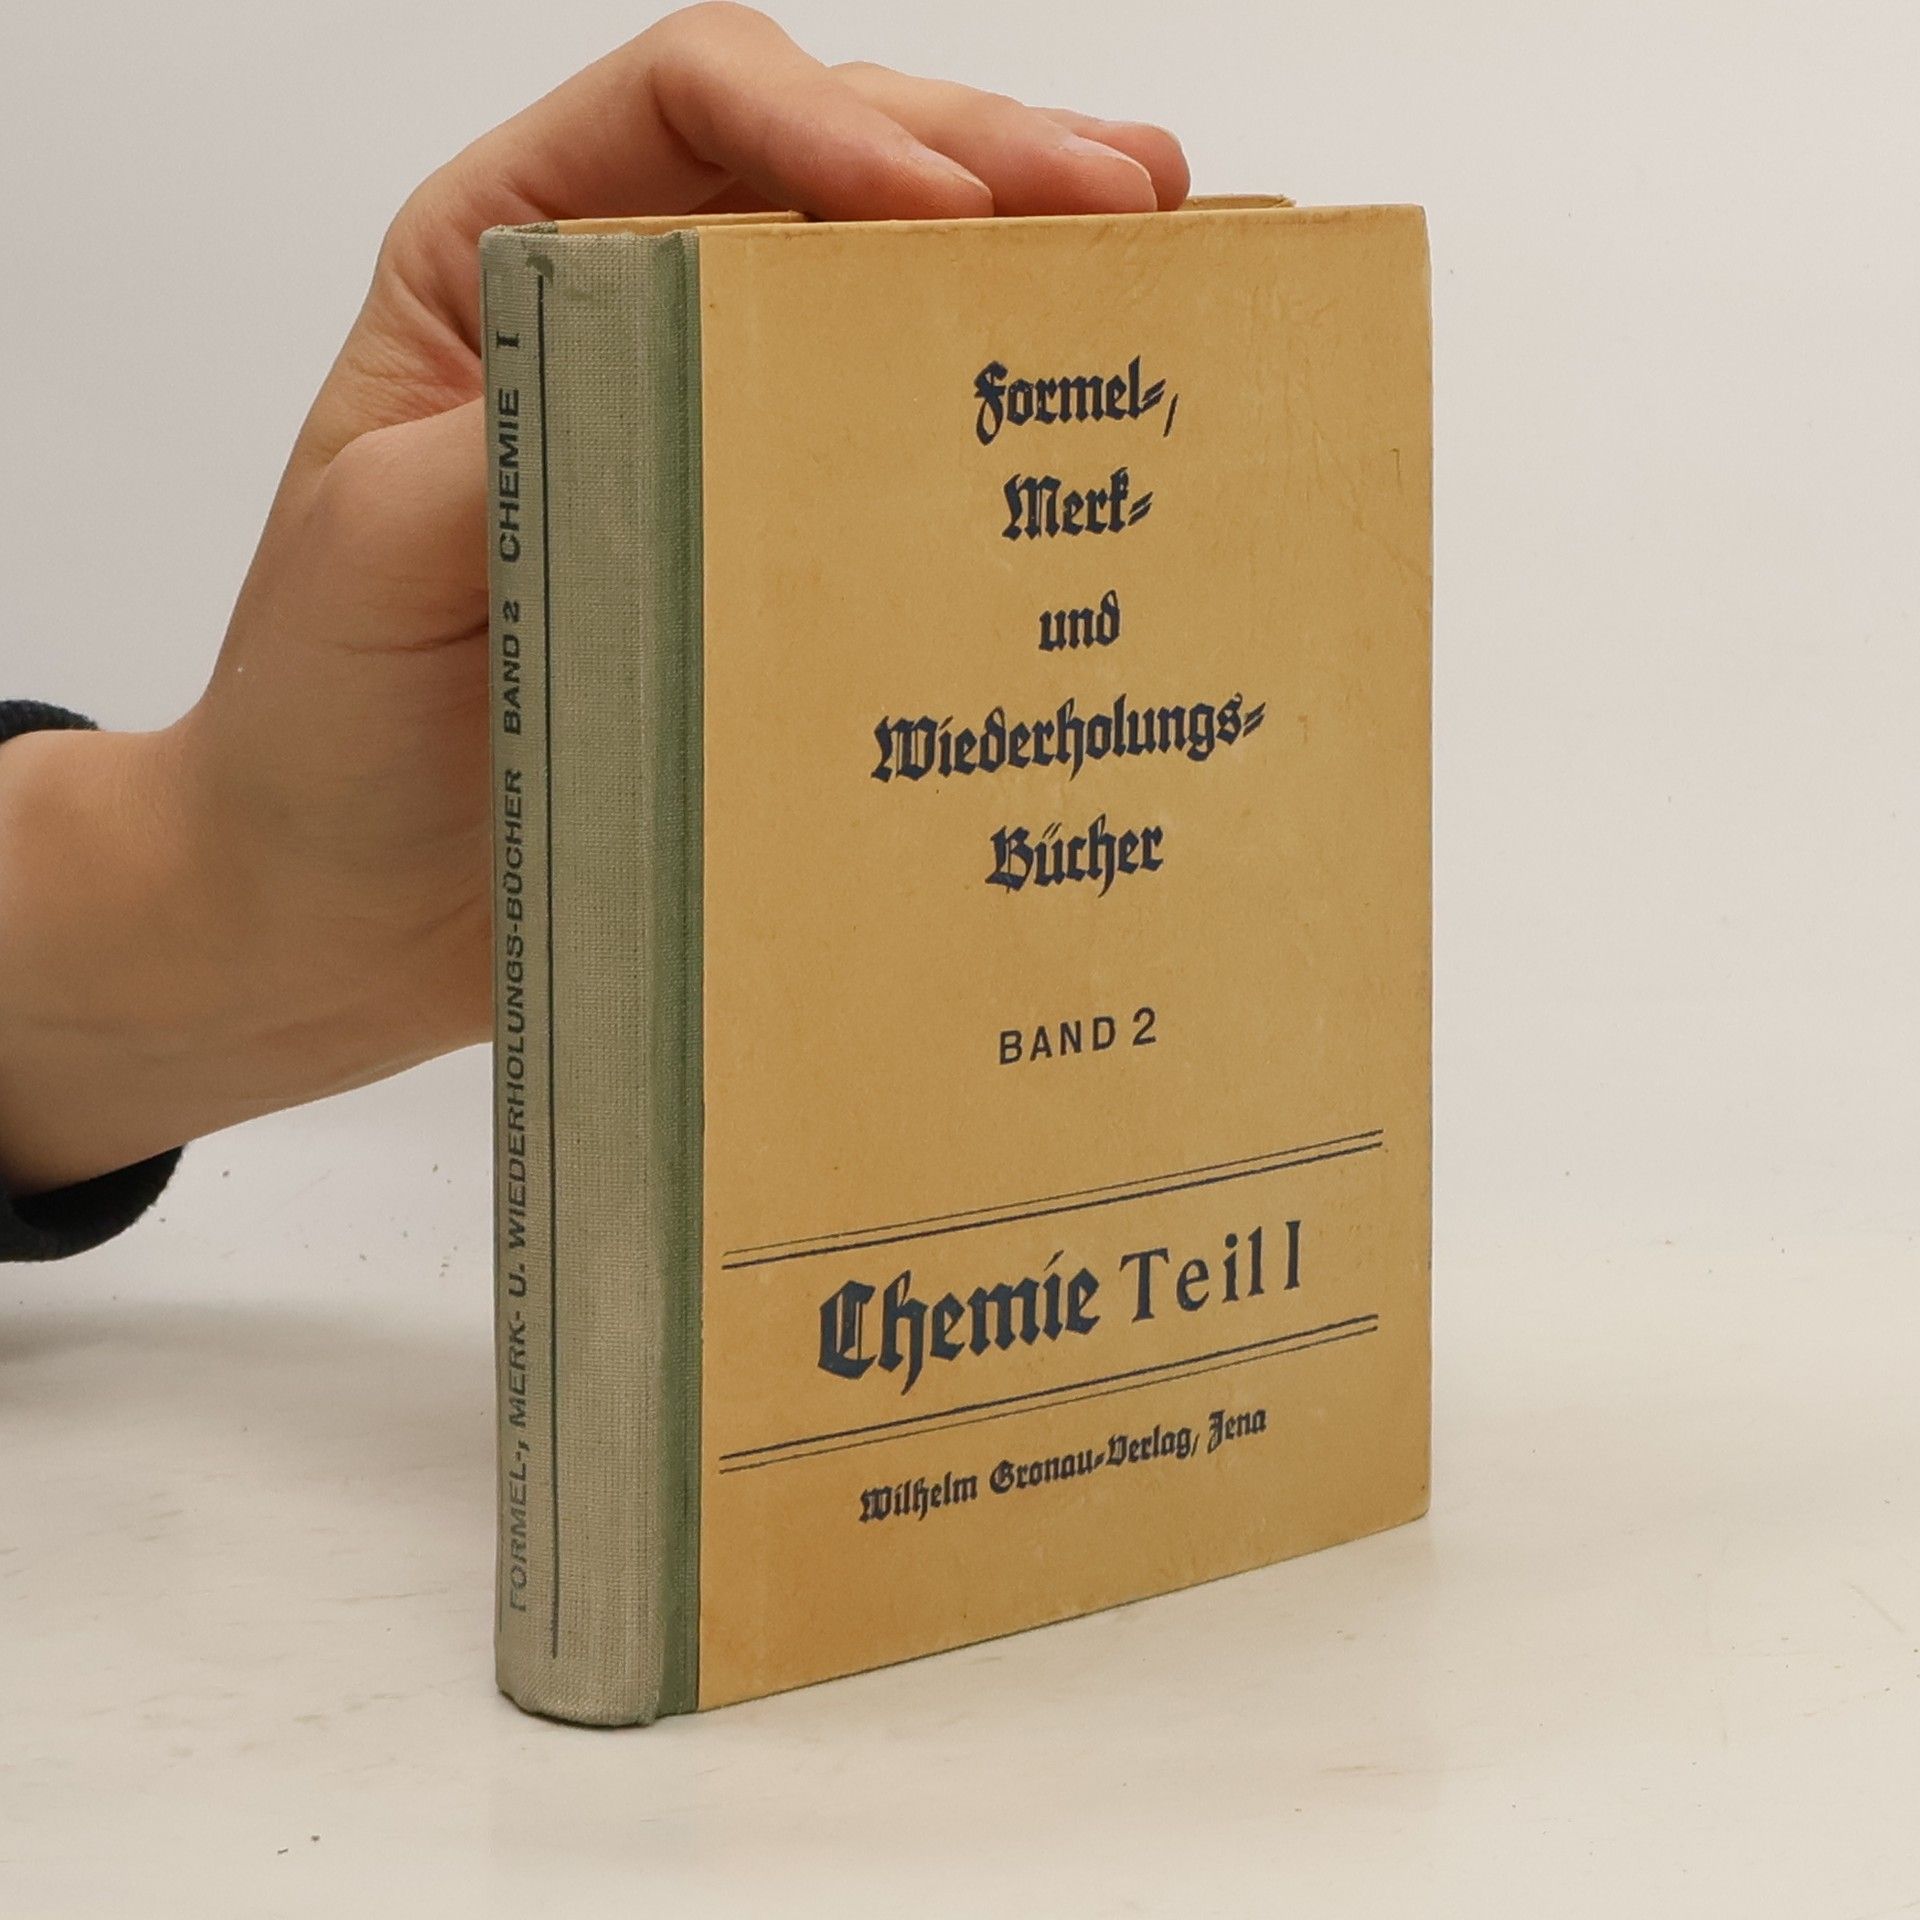 FORMEL-, MERK- U. WIEDERHOLUNGS-BÜCHER BAND 2 CHEMIE I
Formel-,
Merk-
und
Wiederholungs-
Bücher
BAND 2
Chemie Teil I
Wilhelm Gronau-Verlag, Jena